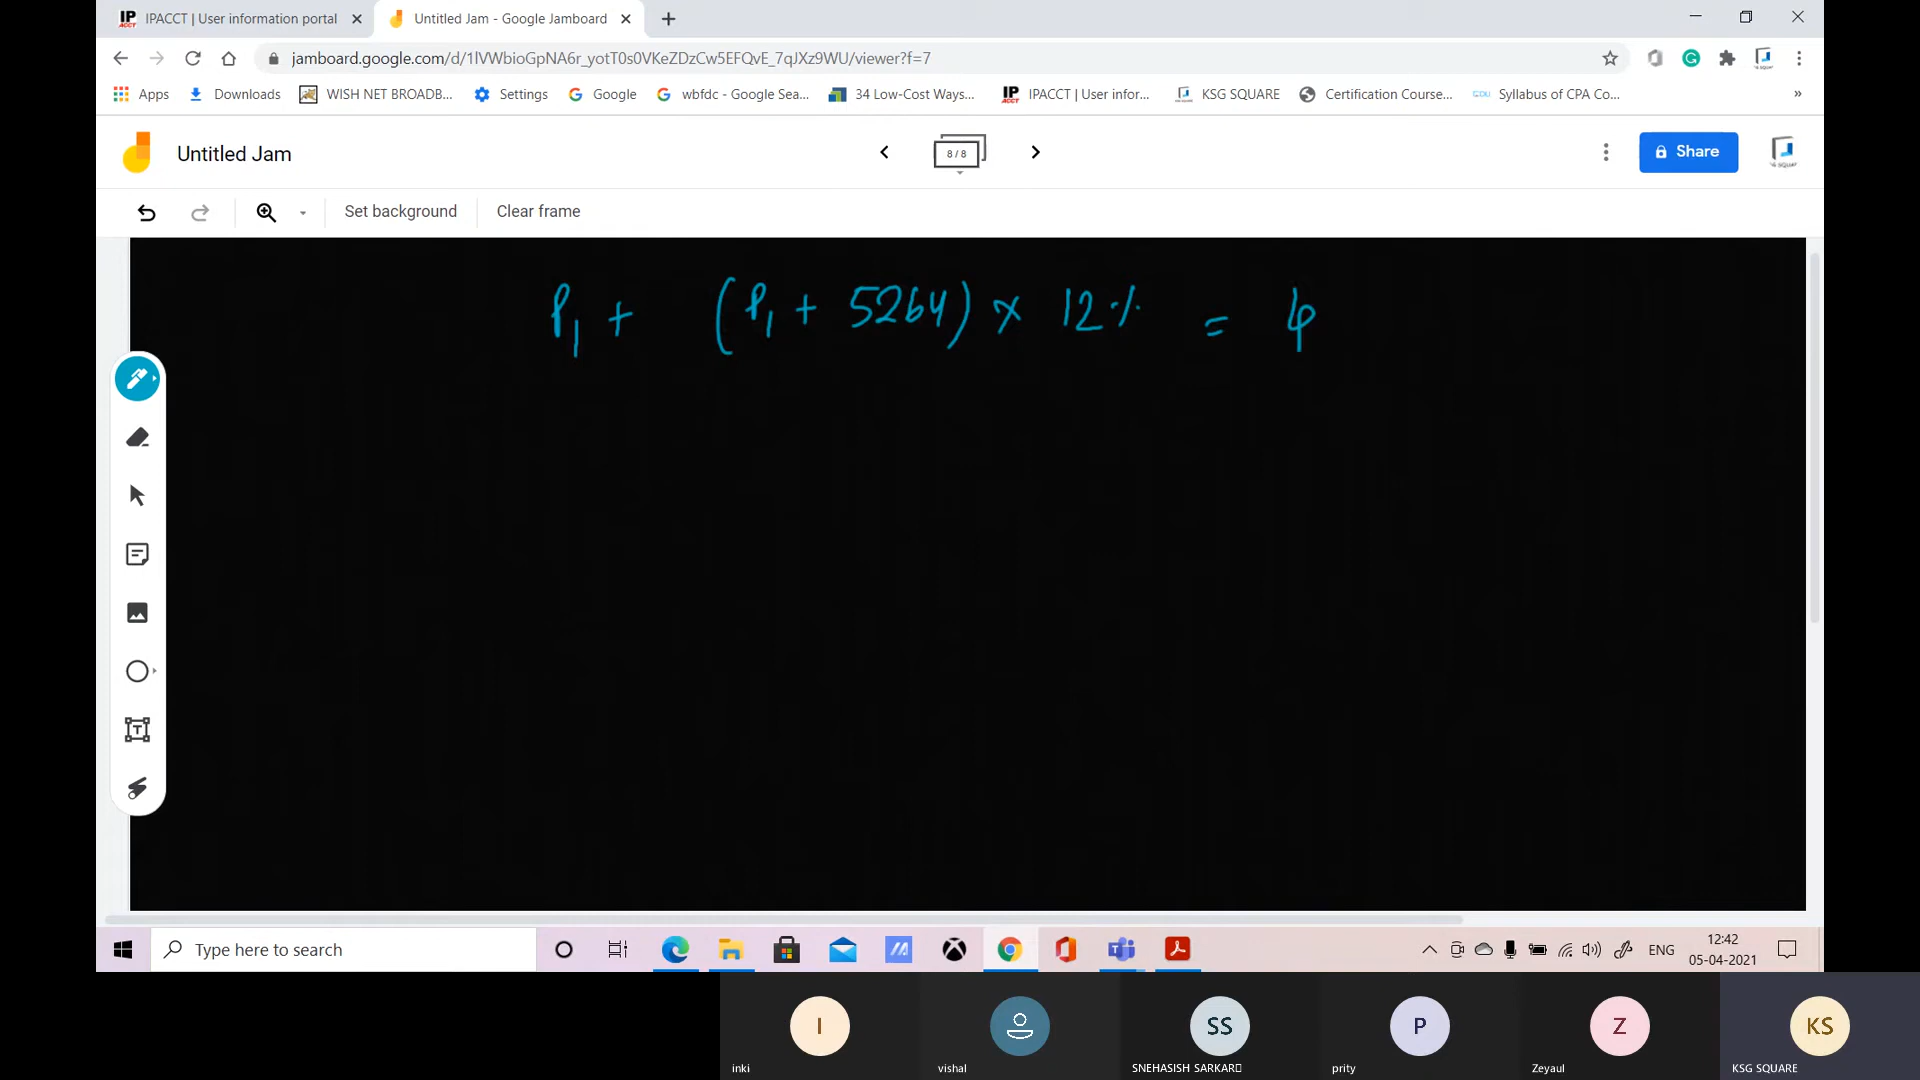 IPACCT | User information portal
Untitled Jam - Google Jamboard
jamboard.google.com/d/1lVWbioGpNA6r_yotT0s0VKeZDzCw5EFQvE_7qJXz9WU/viewer?f=7
Apps Downloads WISH NET BROADB... Settings Google wbfdc - Google Sea... 34 Low-Cost Ways... IPACCT | User infor... KSG SQUARE Certification Course... Syllabus of CPA Co... »
Untitled Jam
8 / 8
Share
Set background Clear frame
P1 + (P1 + 5264) × 12% =
Type here to search
ENG
12:42
05-04-2021
I SS P Z KS
inki vishal SNEHASISH SARKAR prity Zeyaul KSG SQUARE